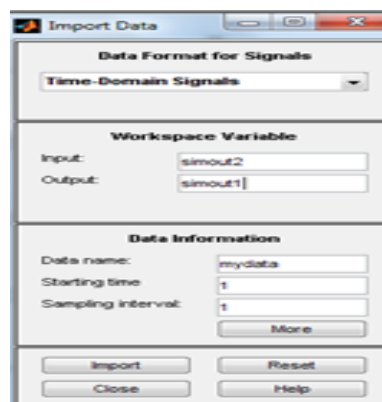 Import Data
Data Format for Signals
Time-Domain Signals
Workspace Variable
Input: simout2
Output: simout1
Data Information
Data name: mydata
Starting time 1
Sampling interval: 1
More
Import Reset
Close Help